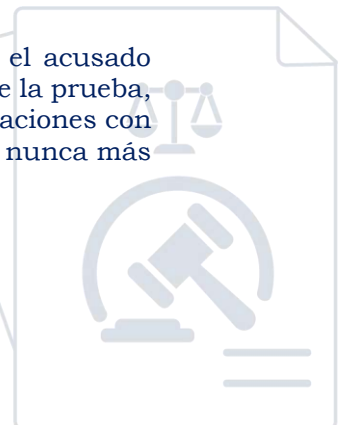 el acusado
e la prueba,
aciones con
nunca más